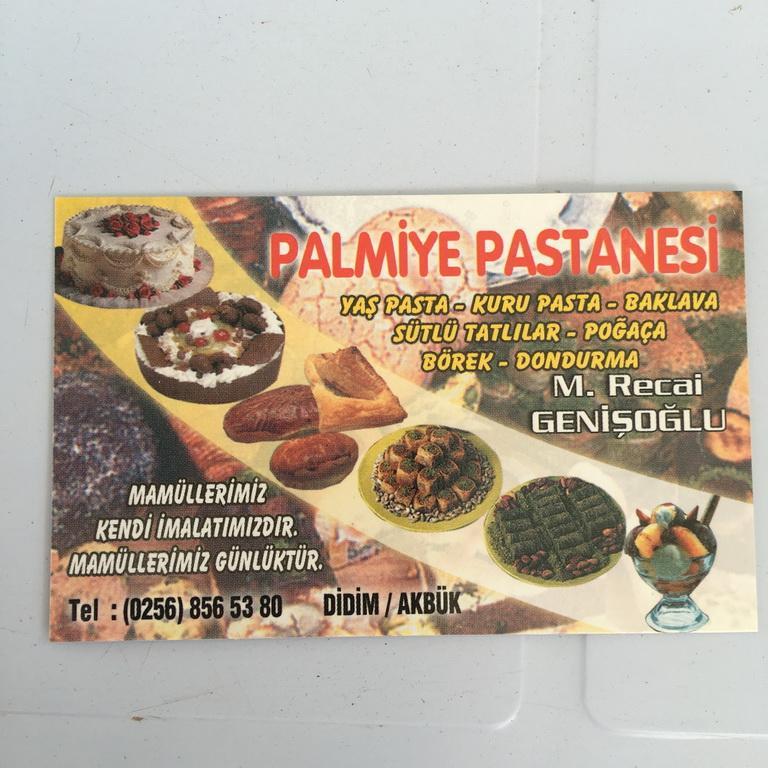 PALMİYE PASTANESİ
YAŞ PASTA - KURU PASTA - BAKLAVA
SÜTLÜ TATLILAR - POĞAÇA
BÖREK - DONDURMA
M. Recai
GENİŞOĞLU
MAMÜLLERİMİZ
KENDİ İMALATIMIZDIR.
MAMÜLLERİMİZ GÜNLÜKTÜR.
Tel : (0256) 856 53 80 DİDİM / AKBÜK